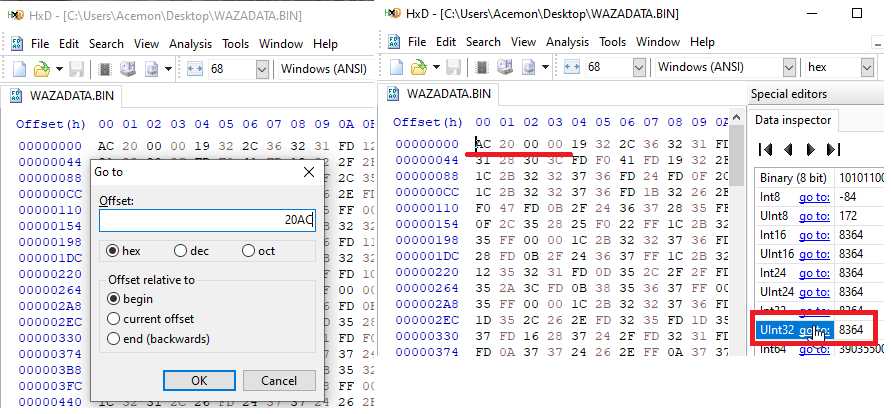 HxD - [C:\Users\Acemon\Desktop\WAZADATA.BIN]
File Edit Search View Analysis Tools Window Help
68 Windows (ANSI)
WAZADATA.BIN
Offset(h) 00 01 02 03 04 05 06 07 08 09 0A
00000000 AC 20 00 00 19 32 2C 36 32 31 FD
00000044
00000088
000000CC
00000110
00000154
00000198
000001DC
00000220
00000264
000002A8
000002EC
00000330
00000374
000003B8
000003FC
00000440
Go to
Offset:
20AC
hex dec oct
Offset relative to
begin
current offset
end (backwards)
OK Cancel
HxD - [C:\Users\Acemon\Desktop\WAZADATA.BIN]
File Edit Search View Analysis Tools Window Help
68 Windows (ANSI) hex
WAZADATA.BIN
Offset(h) 00 01 02 03 04 05 06 07 08 09 0A
00000000 AC 20 00 00 19 32 2C 36 32 31 FD
00000044 31 28 30 3C FD F0 41 FD 19 32 2E
00000088 1C 2B 32 32 37 36 FD 24 FD 0F 2C
000000CC 1C 2B 32 32 37 36 FD 1B 32 26 2E
00000110 F0 47 FD 0B 2F 24 36 37 28 35 FF
00000154 0F 2C 35 28 25 F0 22 FF 1C 2B
00000198 35 FF 00 00 1C 2B 32 32 37 36 FD
000001DC 28 FD 0B 2F 24 36 37 FF 1C 2B 32
00000220 12 35 32 31 FD 0D 35 2C 2F FD
00000264 35 2A 3C FD 0B 38 35 36 37 FF 00
000002A8 35 FF 00 00 1C 2B 32 32 37 36 FD
000002EC 1D 35 2C 26 2E FD 32 35 FD 1D 35
00000330 37 FD 16 28 37 24 2F FD 32 31 FD
00000374 FD 0A 37 37 24 26 2E FF 0A 37 37
Special editors
Data inspector
Binary (8 bit) 10101100
Int8 go to: -84
UInt8 go to: 172
Int16 go to: 8364
UInt16 go to: 8364
Int24 go to: 8364
UInt24 go to: 8364
Int32 go to: 8364
UInt32 go to: 8364
Int64 go to: 39035500